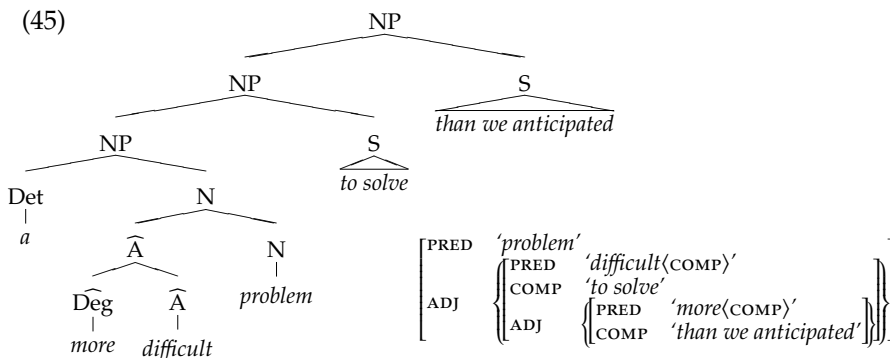 (45)
NP
NP S
than we anticipated
NP S
to solve
Det N
a
Â N
problem
D̂eg Â
more difficult
PRED ‘problem’
ADJ
PRED ‘difficult⟨COMP⟩’
COMP ‘to solve’
ADJ
PRED ‘more⟨COMP⟩’
COMP ‘than we anticipated’